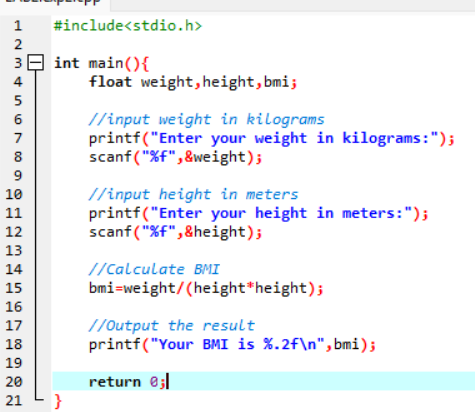 1 #include<stdio.h>
2
3 int main(){
4 float weight,height,bmi;
5
6 //input weight in kilograms
7 printf("Enter your weight in kilograms:");
8 scanf("%f",&weight);
9
10 //input height in meters
11 printf("Enter your height in meters:");
12 scanf("%f",&height);
13
14 //Calculate BMI
15 bmi=weight/(height*height);
16
17 //Output the result
18 printf("Your BMI is %.2f\n",bmi);
19
20 return 0;
21 }